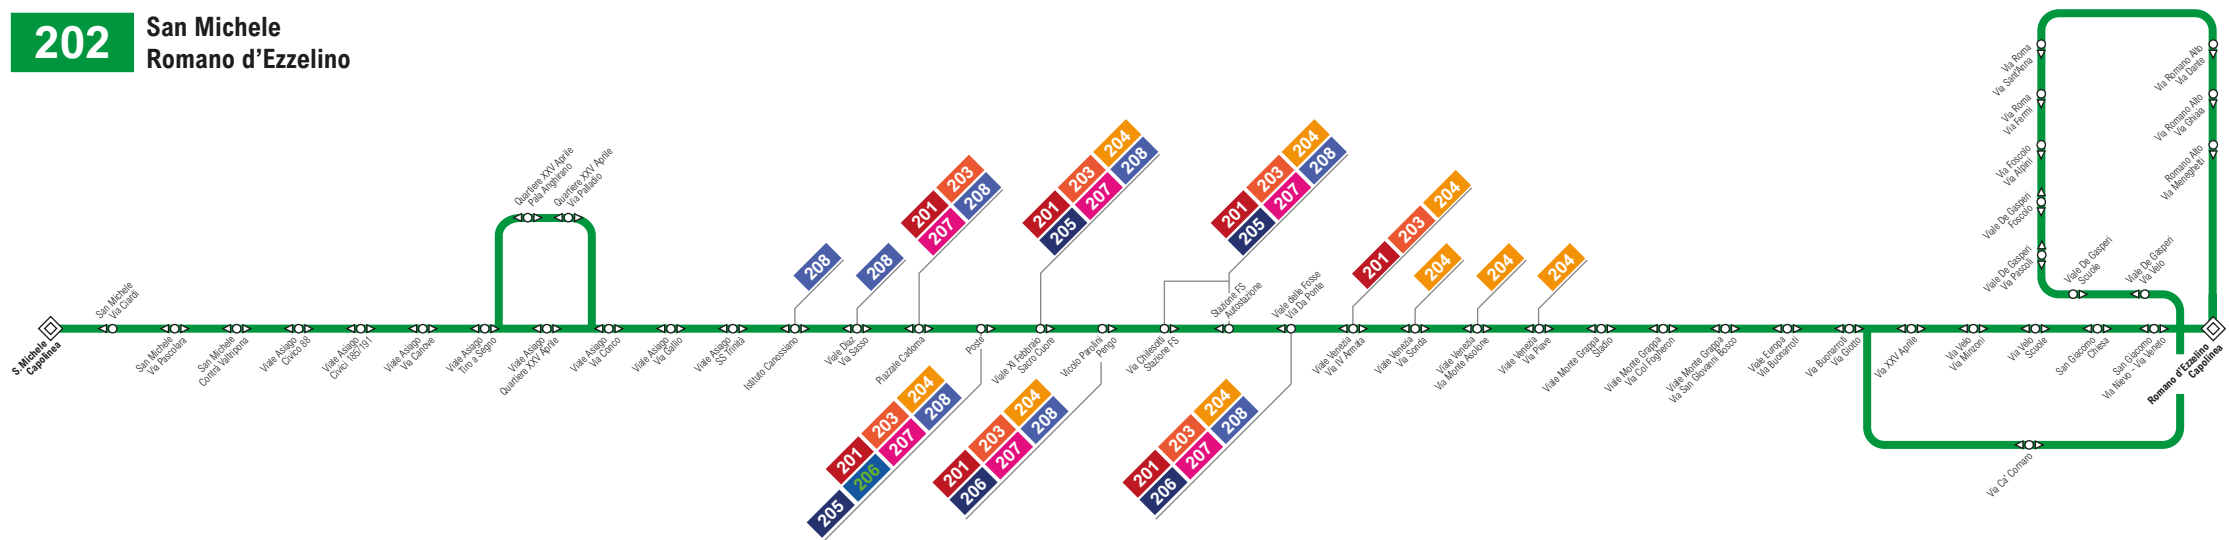 202
San Michele
Romano d'Ezzelino
S. Michele
Capolinea
San Michele
Via Ciardi
San Michele
Via Pascolara
San Michele
Contrà Valtripona
Viale Asiago
Civico 88
Viale Asiago
Civici 185/191
Viale Asiago
Via Canove
Viale Asiago
Tiro a Segno
Quartiere XXV Aprile
Pala Anghirano
Quartiere XXV Aprile
Via Palladio
Viale Asiago
Quartiere XXV Aprile
Viale Asiago
Via Conco
Viale Asiago
Via Gallio
Viale Asiago
SS Trinità
208
Istituto Canossiano
208
Viale Diaz
Via Sasso
201 203
207 208
Piazzale Cadorna
Poste
201 203 204
205 206 207 208
201 203 204
205 207 208
Viale XI Febbraio
Sacro Cuore
Vicolo Parolini
Pengo
201 203 204
206 207 208
201 203 204
205 207 208
Via Chilesotti
Stazione FS
Stazione FS
Autostazione
Viale delle Fosse
Via Da Ponte
201 203 204
206 207 208
201 203 204
Viale Venezia
Via IV Armata
204
Viale Venezia
Via Sonda
204
Viale Venezia
Via Monte Asolone
204
Viale Venezia
Via Piave
Viale Monte Grappa
Stadio
Viale Monte Grappa
Via Col Fagheron
Viale Monte Grappa
San Giovanni Bosco
Viale Europa
Via Buonarroti
Via Buonarroti
Via Giotto
Via XXV Aprile
Via Velo
Via Minzoni
Via Velo
Scuole
San Giacomo
Chiesa
San Giacomo
Via Nievo - Via Veneto
Via Ca' Cornaro
Viale De Gasperi
Via Velo
Viale De Gasperi
Scuole
Viale De Gasperi
Via Pascoli
Viale De Gasperi
Foscolo
Via Foscolo
Via Alpini
Via Roma
Via Fermi
Via Roma
Via Sant'Anna
Via Romano Alto
Via Dante
Via Romano Alto
Via Ghiaia
Romano Alto
Via Meneghetti
Romano d'Ezzelino
Capolinea